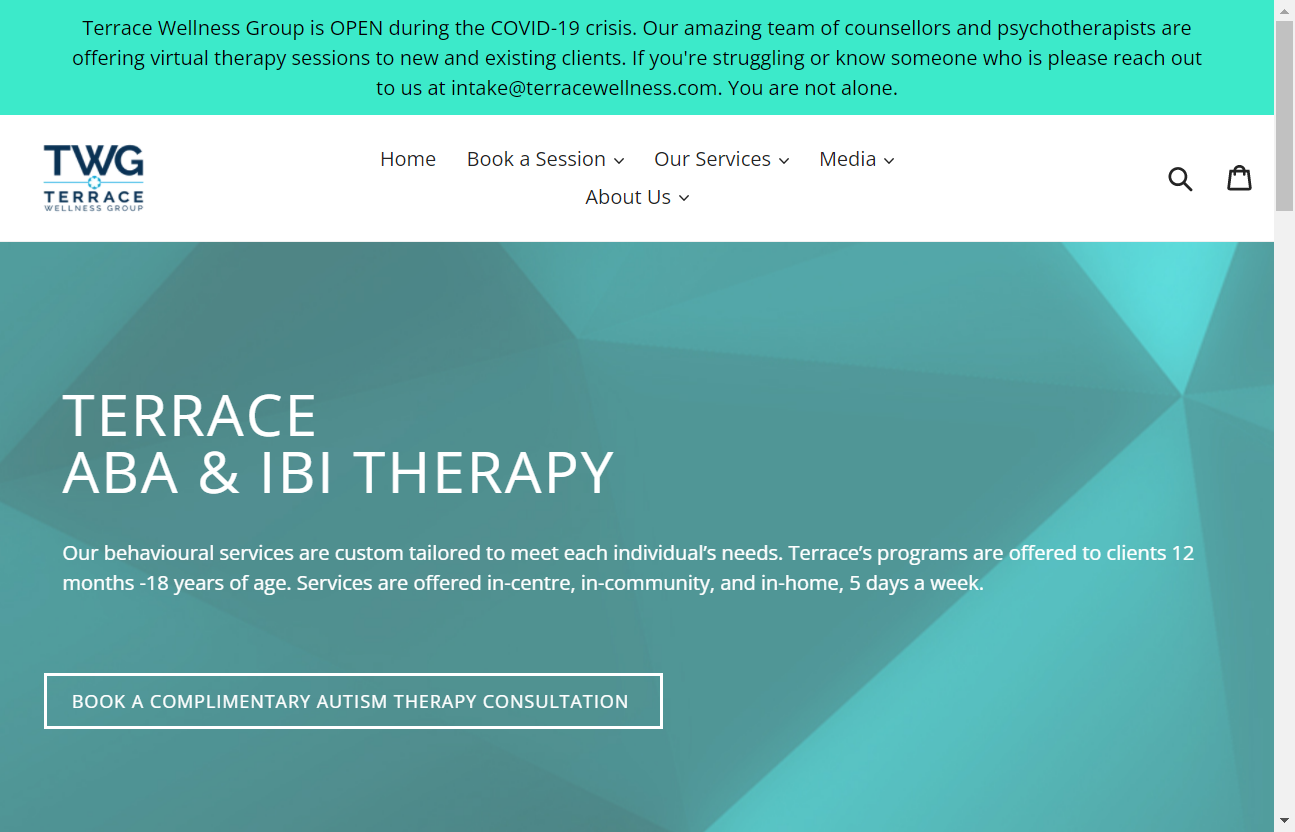 Terrace Wellness Group is OPEN during the COVID-19 crisis. Our amazing team of counsellors and psychotherapists are
offering virtual therapy sessions to new and existing clients. If you're struggling or know someone who is please reach out
to us at intake@terracewellness.com. You are not alone.
TWG
TERRACE
WELLNESS GROUP
Home Book a Session Our Services Media
About Us
TERRACE
ABA & IBI THERAPY
Our behavioural services are custom tailored to meet each individual’s needs. Terrace’s programs are offered to clients 12
months -18 years of age. Services are offered in-centre, in-community, and in-home, 5 days a week.
BOOK A COMPLIMENTARY AUTISM THERAPY CONSULTATION